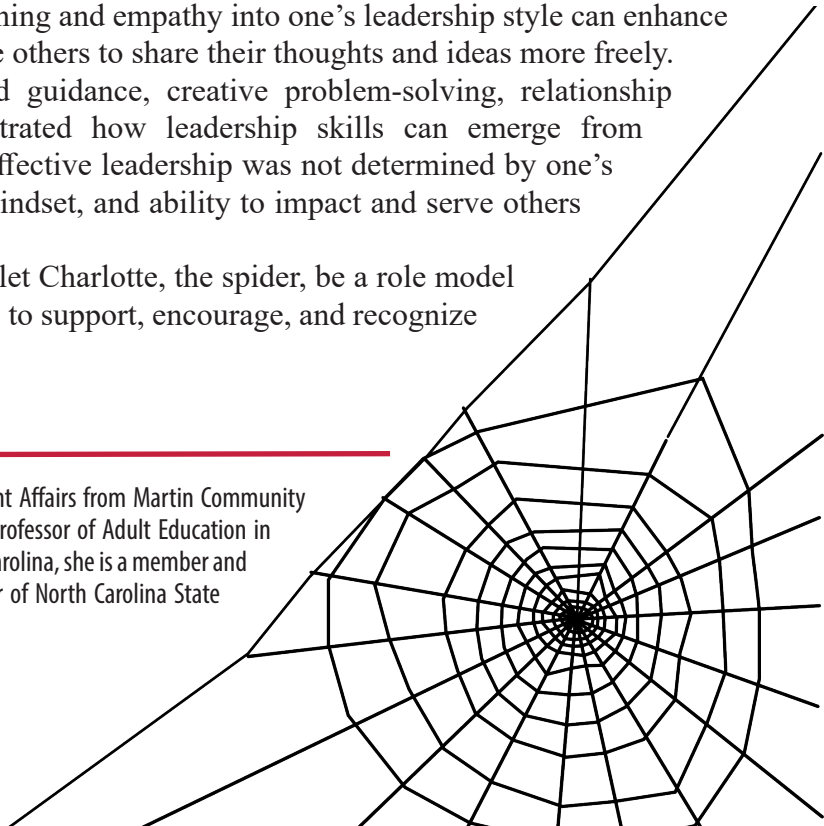 ning and empathy into one’s leadership style can enhance
e others to share their thoughts and ideas more freely.
d guidance, creative problem-solving, relationship
trated how leadership skills can emerge from
ffective leadership was not determined by one’s
indset, and ability to impact and serve others
let Charlotte, the spider, be a role model
to support, encourage, and recognize
nt Affairs from Martin Community
rofessor of Adult Education in
arolina, she is a member and
r of North Carolina State